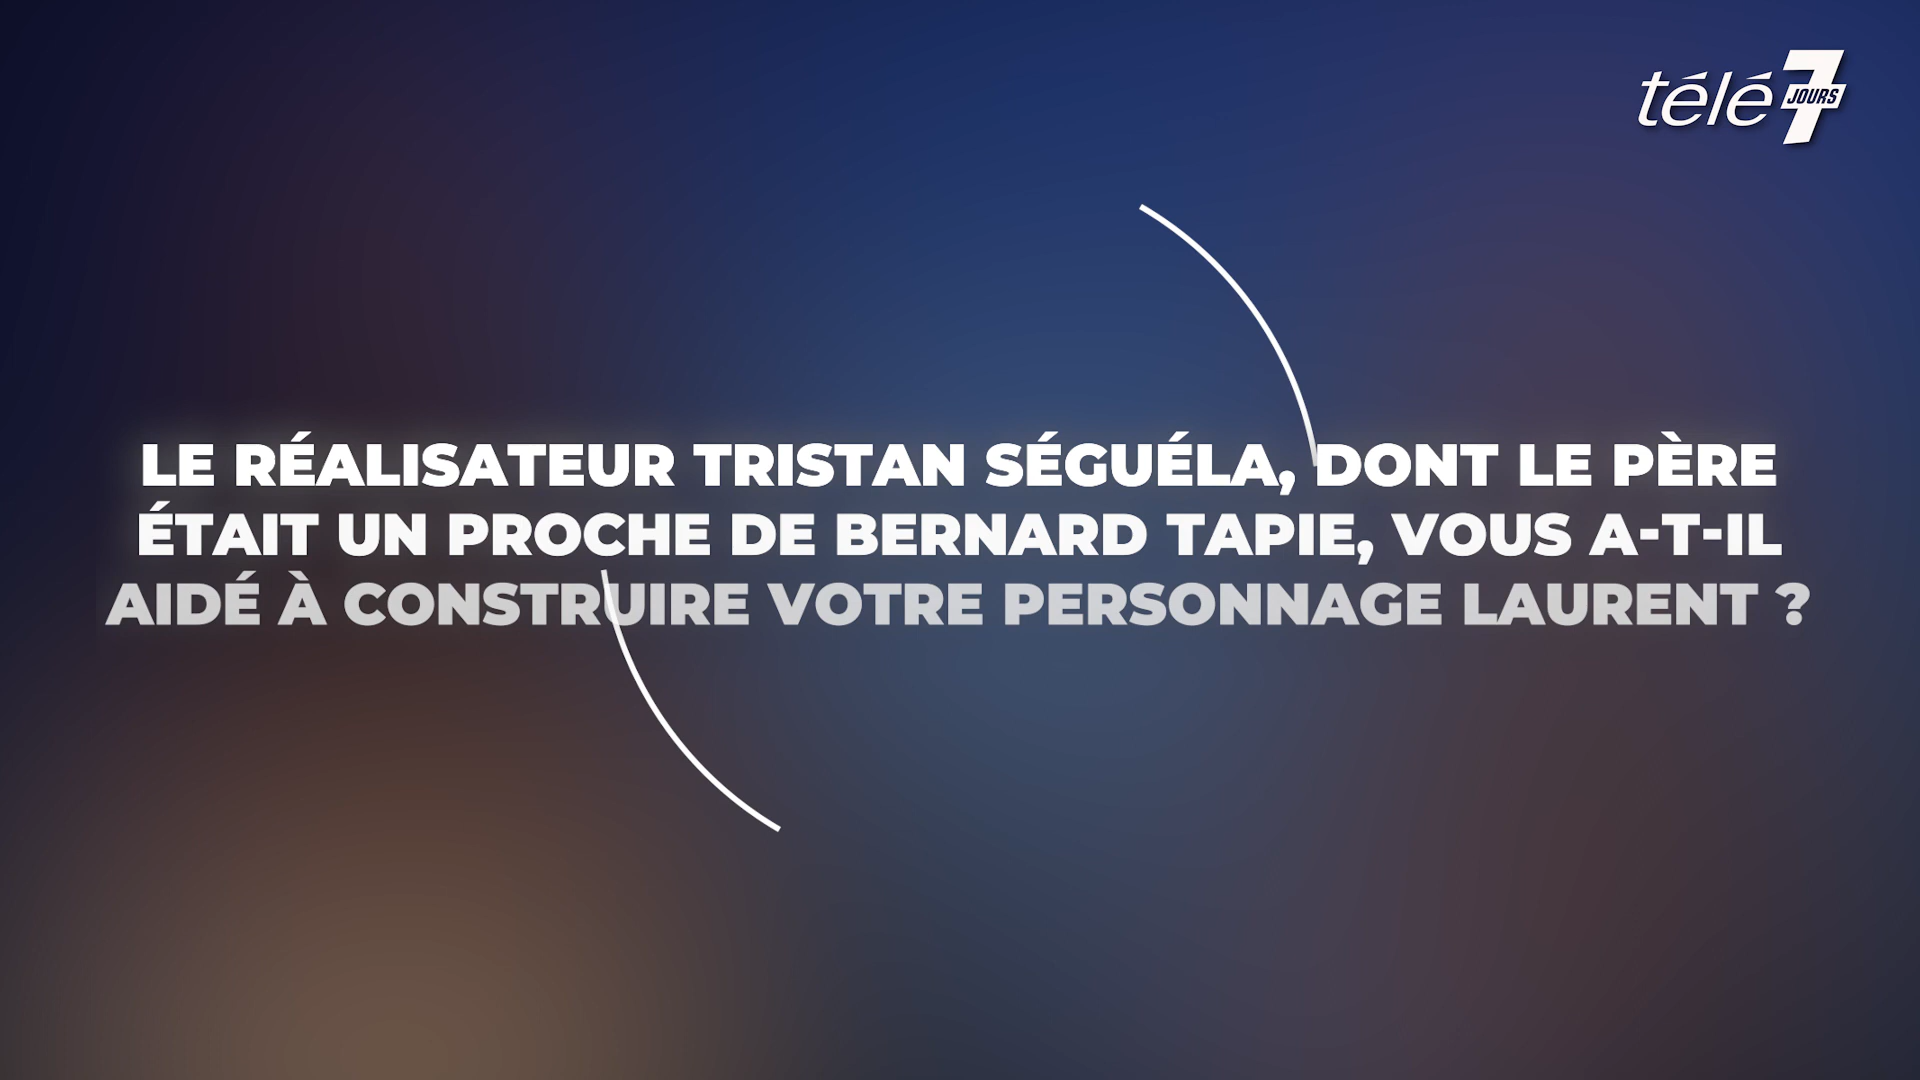 télé 7 JOURS
LE RÉALISATEUR TRISTAN SÉGUÉLA, DONT LE PÈRE
ÉTAIT UN PROCHE DE BERNARD TAPIE, VOUS A-T-IL
AIDÉ À CONSTRUIRE VOTRE PERSONNAGE LAURENT ?